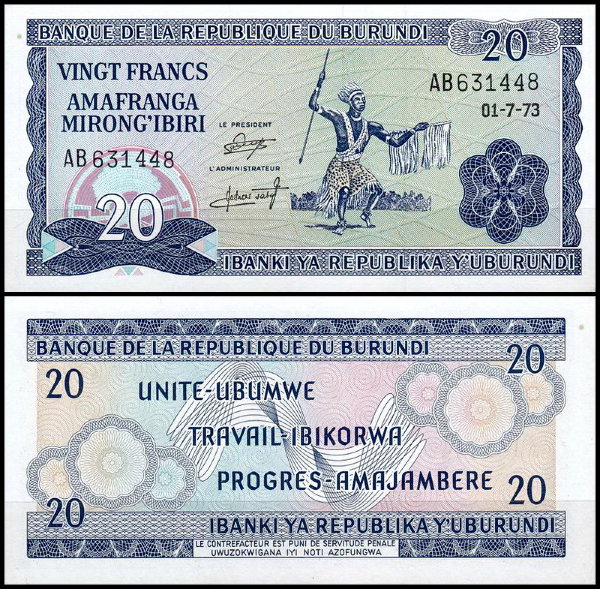 BANQUE DE LA REPUBLIQUE DU BURUNDI
20
VINGT FRANCS
AMAFRANGA
MIRONG'IBIRI
AB631448
01-7-73
LE PRESIDENT
AB631448
L'ADMINISTRATEUR
20
IBANKI YA REPUBLIKA Y'UBURUNDI
BANQUE DE LA REPUBLIQUE DU BURUNDI
20
20
UNITE-UBUMWE
TRAVAIL-IBIKORWA
PROGRES-AMAJAMBERE
20
20
IBANKI YA REPUBLIKA Y'UBURUNDI
LE CONTREFACTEUR EST PUNI DE SERVITUDE PENALE
UWUZOKWIGANA IYI NOTI AZOFUNGWA